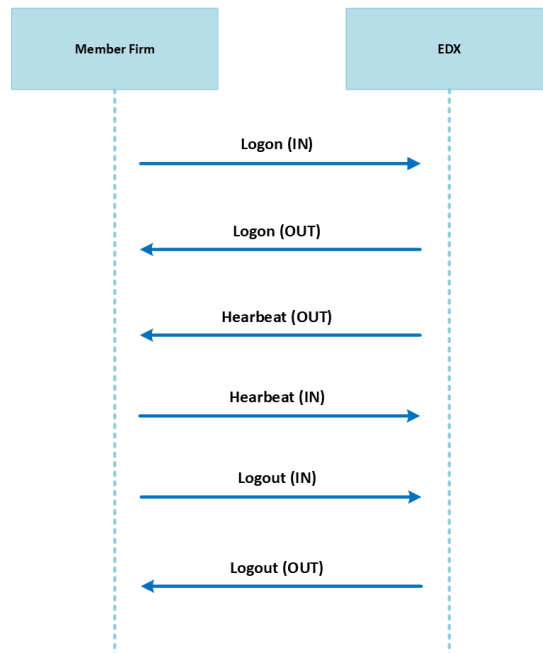 Member Firm
EDX
Logon (IN)
Logon (OUT)
Hearbeat (OUT)
Hearbeat (IN)
Logout (IN)
Logout (OUT)